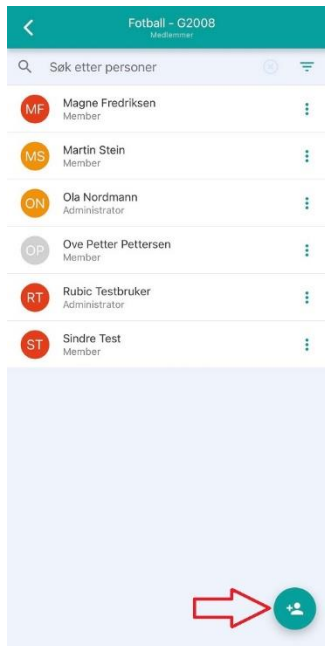 Fotball - G2008
Medlemmer
Søk etter personer
MF
Magne Fredriksen
Member
MS
Martin Stein
Member
ON
Ola Nordmann
Administrator
OP
Ove Petter Pettersen
Member
RT
Rubic Testbruker
Administrator
ST
Sindre Test
Member